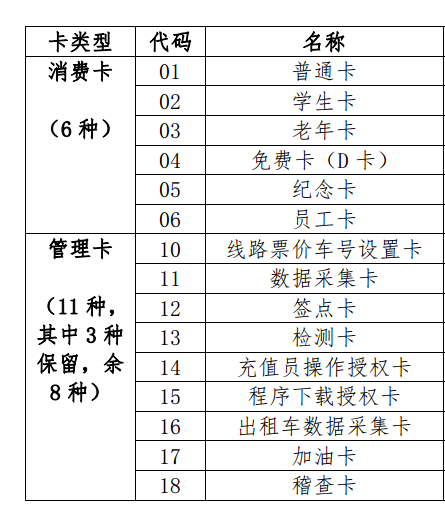 卡类型 代码 名称
消费卡 01 普通卡
02 学生卡
（6 种） 03 老年卡
04 免费卡（D 卡）
05 纪念卡
06 员工卡
管理卡 10 线路票价车号设置卡
11 数据采集卡
（11 种， 12 签点卡
其中 3 种 13 检测卡
保留，余 14 充值员操作授权卡
8 种） 15 程序下载授权卡
16 出租车数据采集卡
17 加油卡
18 稽查卡